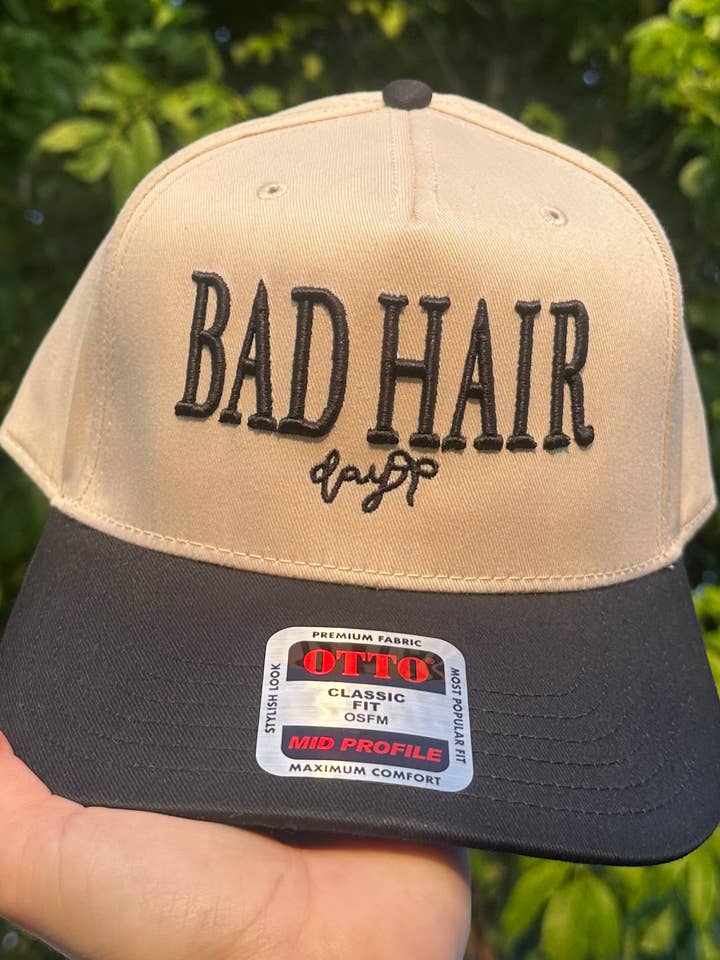 BAD HAIR
day
PREMIUM FABRIC
STYLISH LOOK
OTTO
CLASSIC
FIT
OSFM
MID PROFILE
MOST POPULAR FIT
MAXIMUM COMFORT